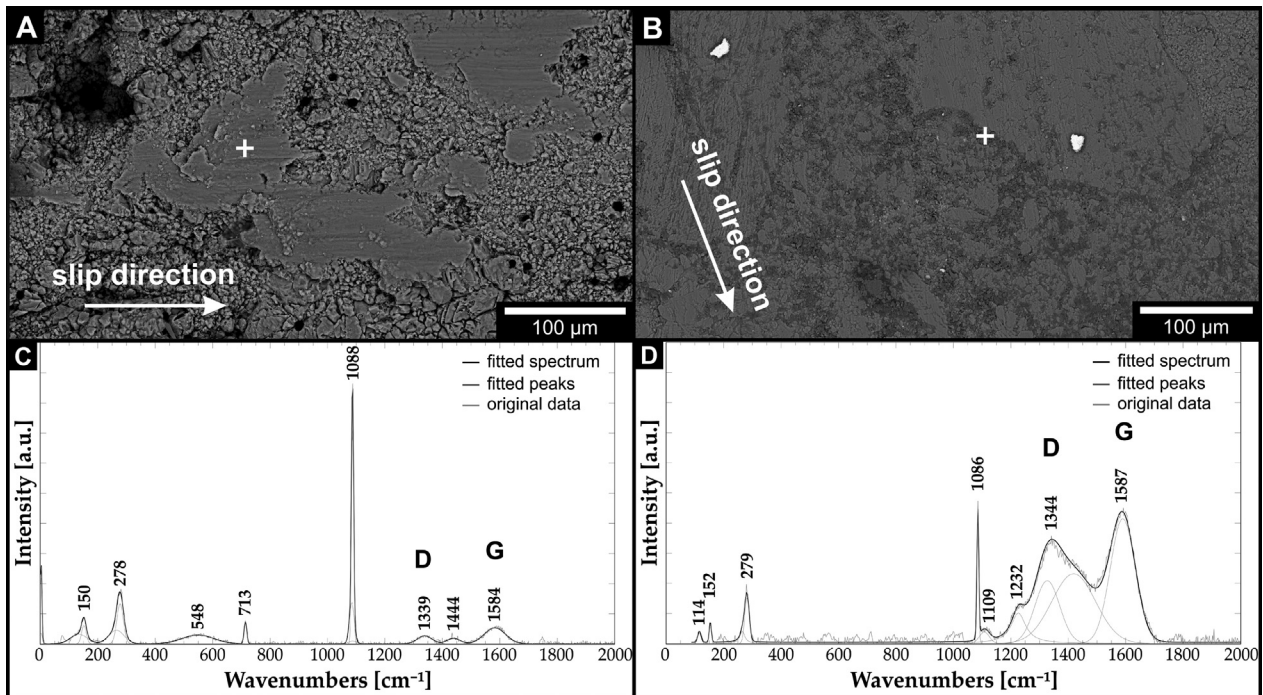 A
+
slip direction
100 µm
B
+
slip direction
100 µm
C
fitted spectrum
fitted peaks
original data
1088
D
G
150
278
548
713
1339
1444
1584
Intensity [a.u.]
0 200 400 600 800 1000 1200 1400 1600 1800 2000
Wavenumbers [cm⁻¹]
D
fitted spectrum
fitted peaks
original data
G
D
1587
1344
1086
1232
1109
279
152
114
Intensity [a.u.]
0 200 400 600 800 1000 1200 1400 1600 1800 2000
Wavenumbers [cm⁻¹]